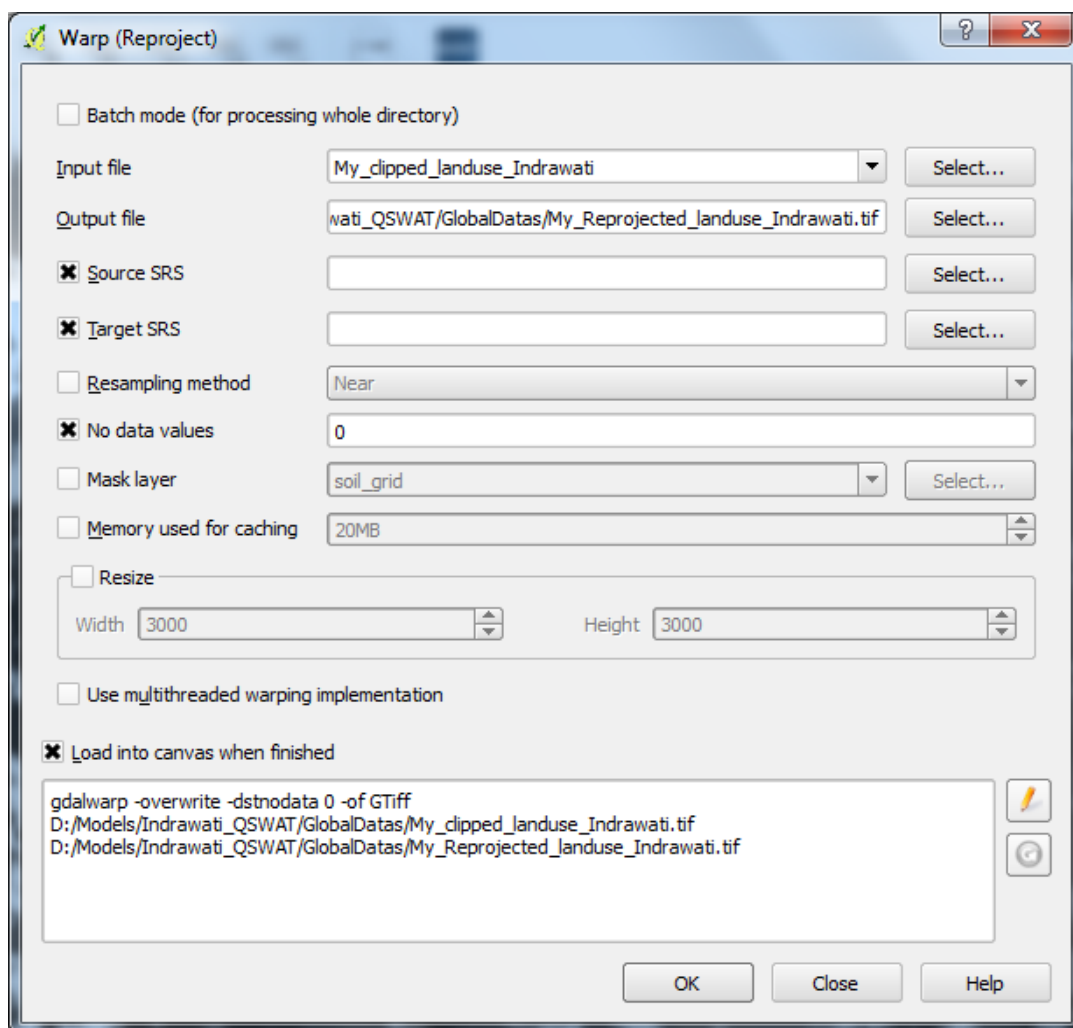 Warp (Reproject)
Batch mode (for processing whole directory)
Input file My_clipped_landuse_Indrawati Select...
Output file wati_QSWAT/GlobalDatas/My_Reprojected_landuse_Indrawati.tif Select...
Source SRS Select...
Target SRS Select...
Resampling method Near
No data values 0
Mask layer soil_grid Select...
Memory used for caching 20MB
Resize
Width 3000 Height 3000
Use multithreaded warping implementation
Load into canvas when finished
gdalwarp -overwrite -dstnodata 0 -of GTiff
D:/Models/Indrawati_QSWAT/GlobalDatas/My_clipped_landuse_Indrawati.tif
D:/Models/Indrawati_QSWAT/GlobalDatas/My_Reprojected_landuse_Indrawati.tif
OK Close Help